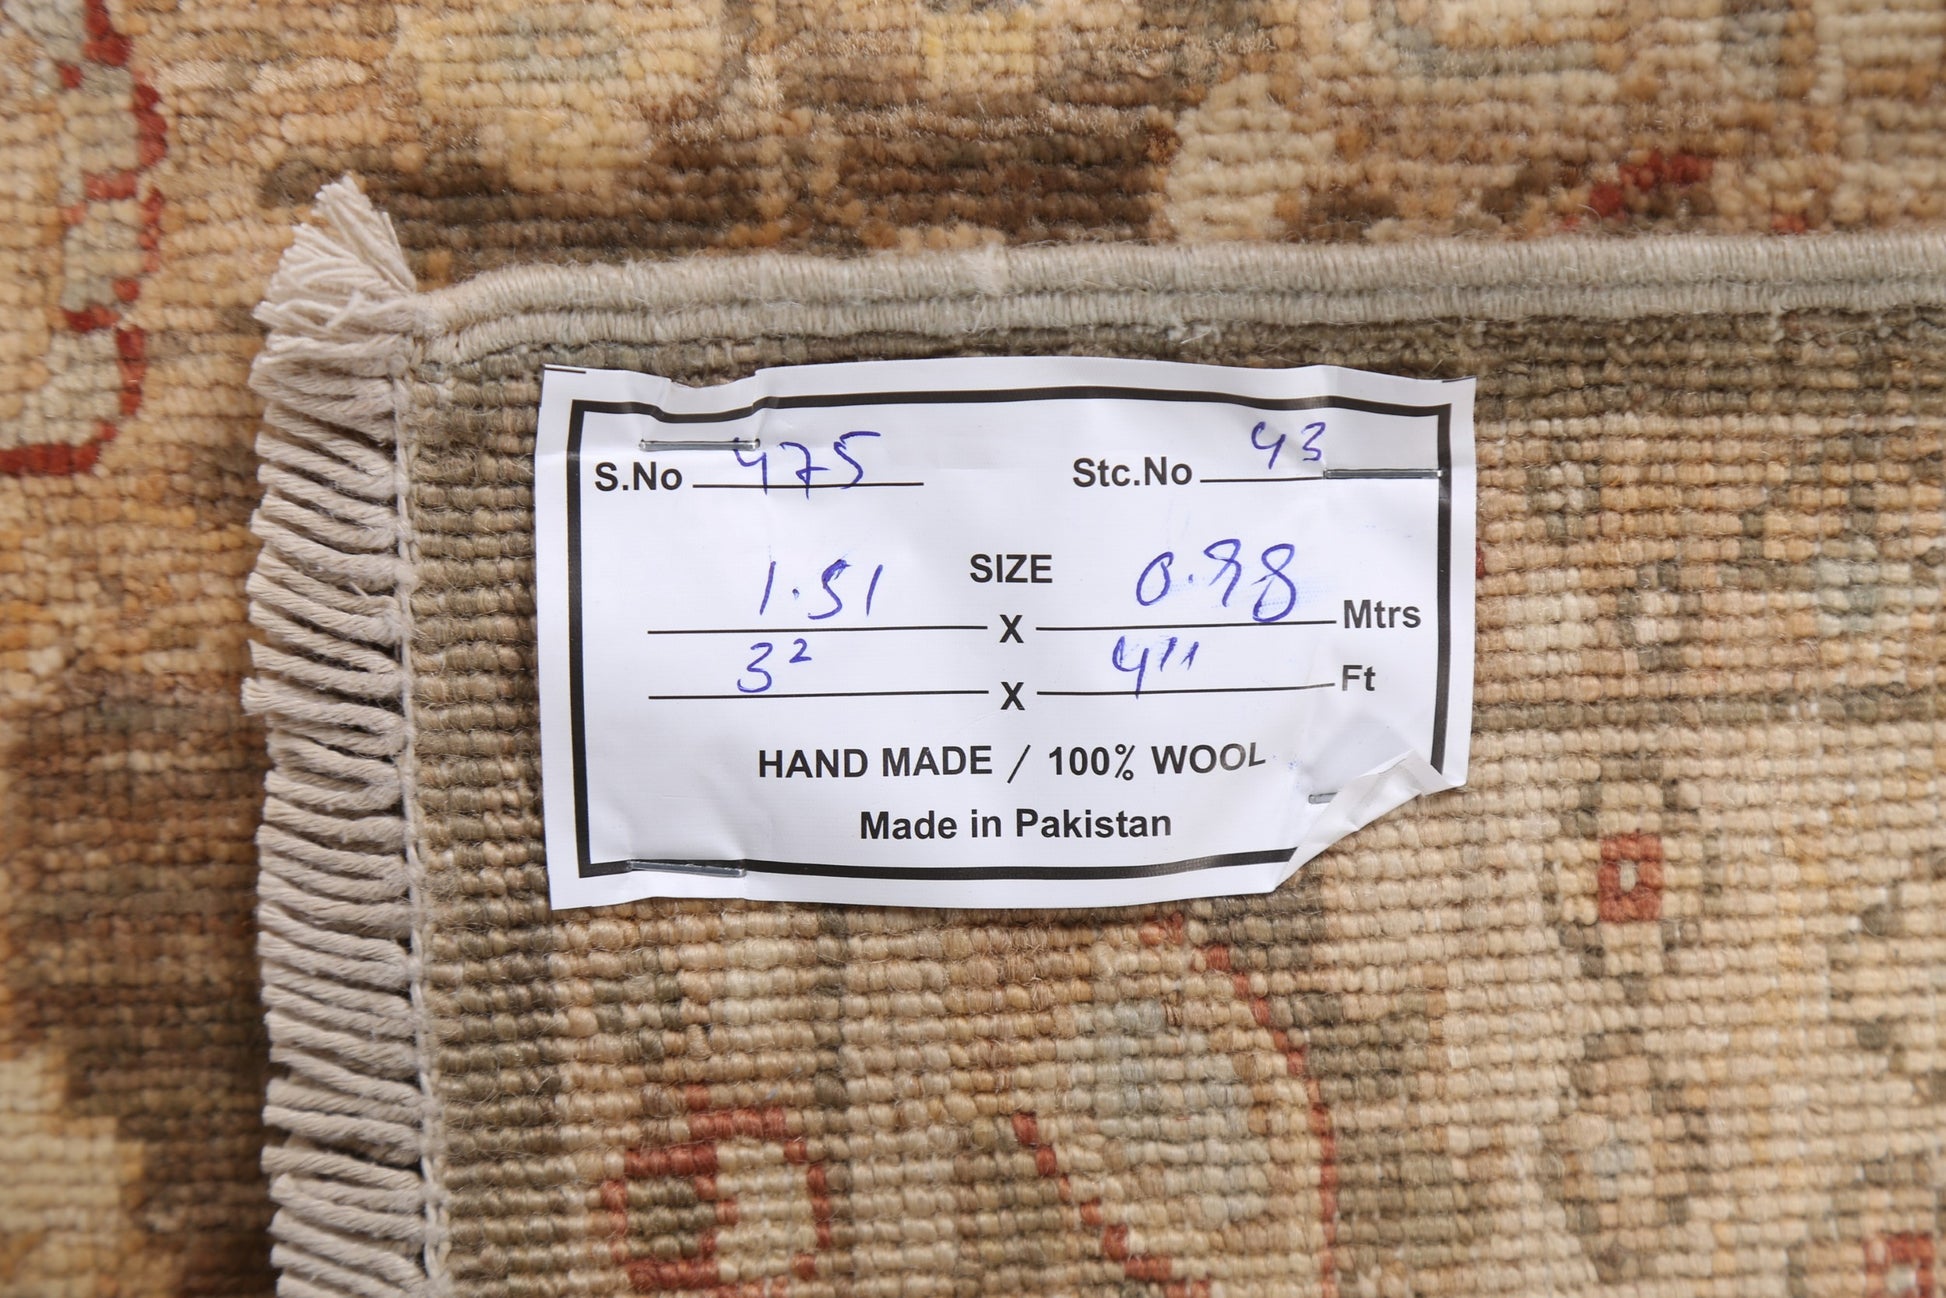 S.No 475 Stc.No 43
SIZE
1.51 X 0.98 Mtrs
3² X 4¹¹ Ft
HAND MADE / 100% WOOL
Made in Pakistan